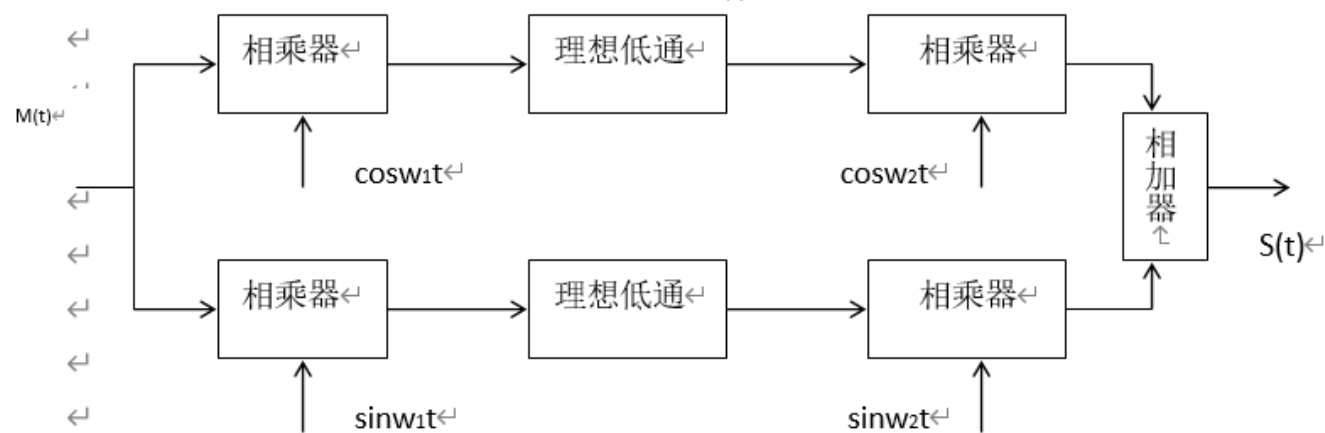 相乘器
理想低通
相乘器
M(t)
cosw₁t
cosw₂t
相加器
S(t)
相乘器
理想低通
相乘器
sinw₁t
sinw₂t